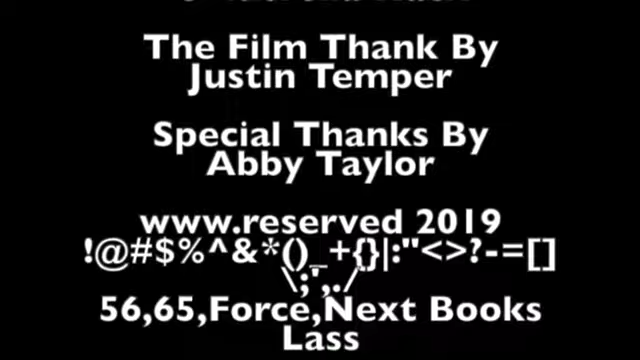 The Film Thank By
Justin Temper
Special Thanks By
Abby Taylor
www.reserved 2019
!@#$%^&*()_+{}|:"<>?-=[]
\;',./
56,65,Force,Next Books
Lass